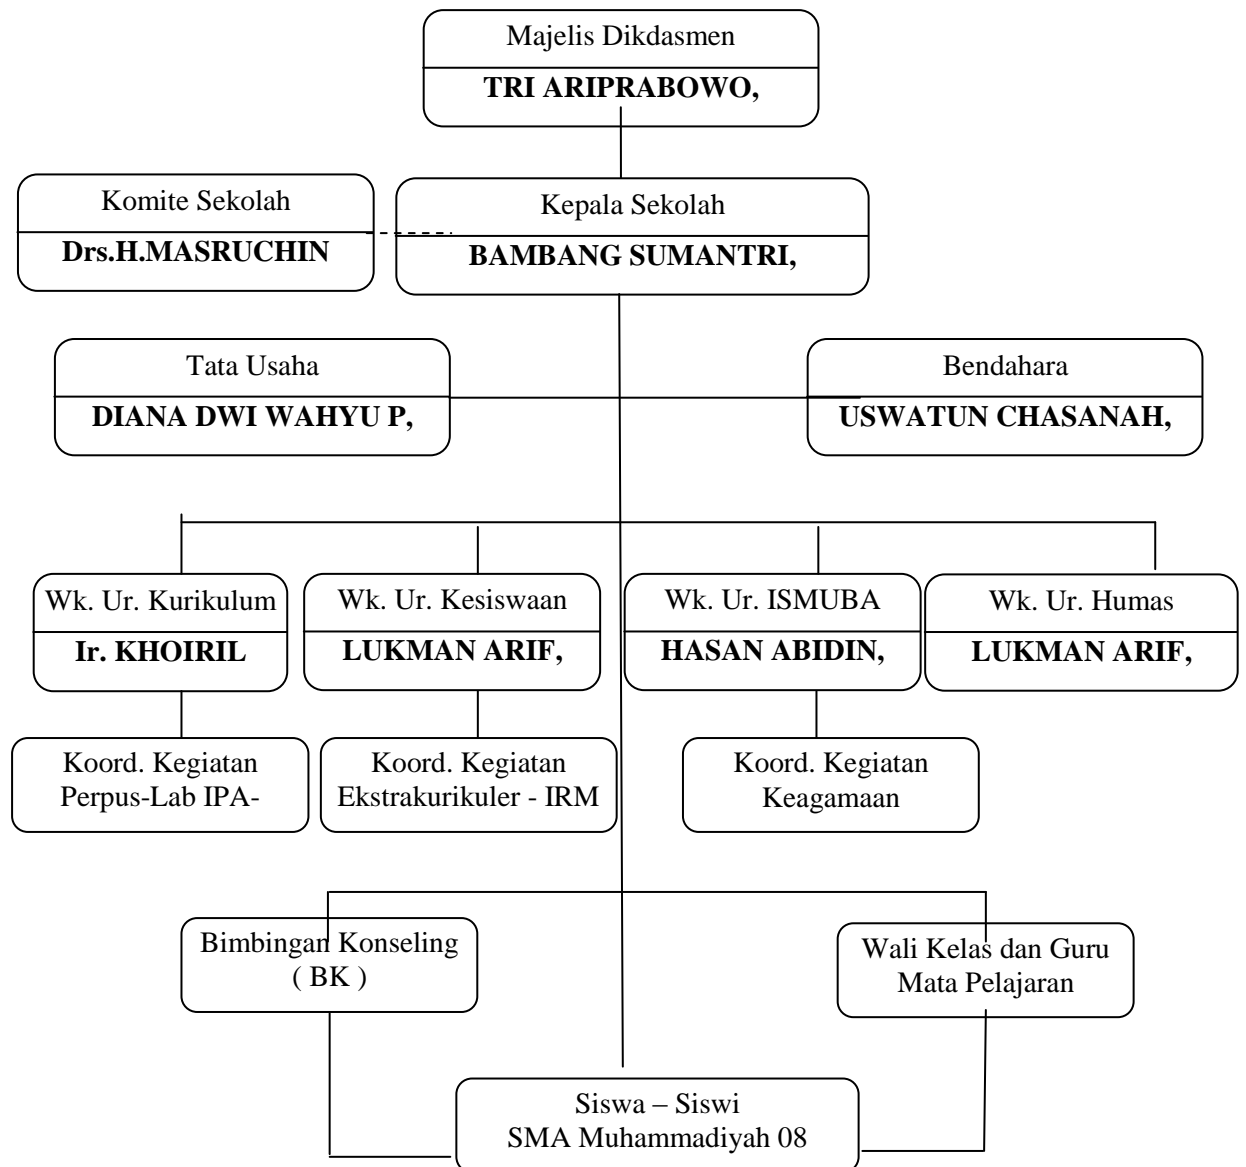 Majelis Dikdasmen
TRI ARIPRABOWO,
Komite Sekolah
Drs.H.MASRUCHIN
Kepala Sekolah
BAMBANG SUMANTRI,
Tata Usaha
DIANA DWI WAHYU P,
Bendahara
USWATUN CHASANAH,
Wk. Ur. Kurikulum
Ir. KHOIRIL
Wk. Ur. Kesiswaan
LUKMAN ARIF,
Wk. Ur. ISMUBA
HASAN ABIDIN,
Wk. Ur. Humas
LUKMAN ARIF,
Koord. Kegiatan
Perpus-Lab IPA-
Koord. Kegiatan
Ekstrakurikuler - IRM
Koord. Kegiatan
Keagamaan
Bimbingan Konseling
( BK )
Wali Kelas dan Guru
Mata Pelajaran
Siswa – Siswi
SMA Muhammadiyah 08